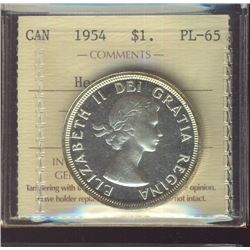 CAN 1954 $1. PL-65
— COMMENTS —
He
ELIZABETH II DEI GRATIA REGINA
IN
GE
Tampering with opinion,
holder not intact.